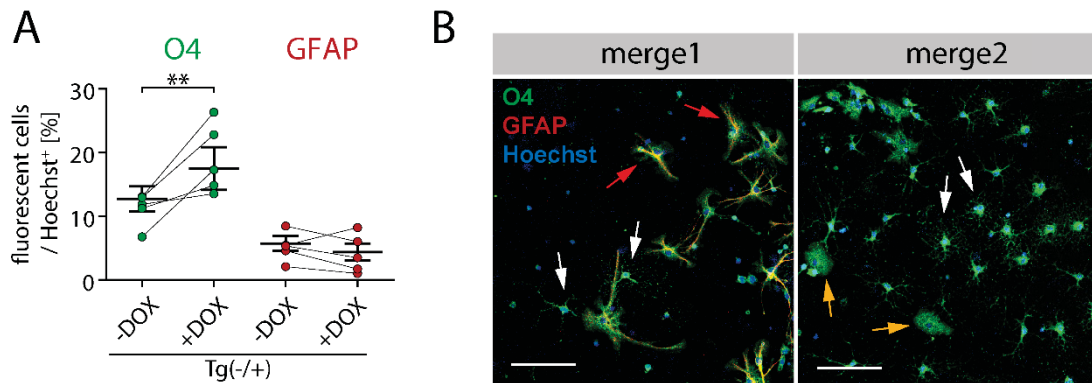 A
O4 GFAP
**
fluorescent cells
/ Hoechst⁺ [%]
30
20
10
0
-DOX +DOX -DOX +DOX
Tg(-/+)
B
merge1 merge2
O4
GFAP
Hoechst